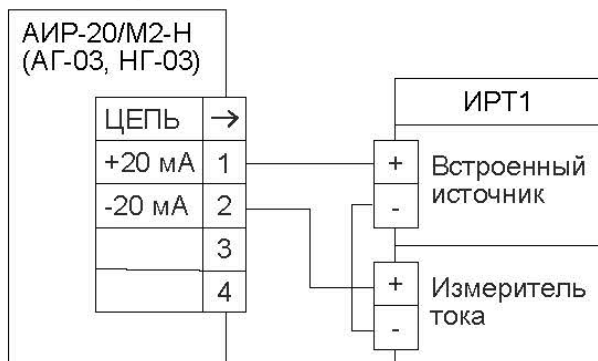 АИР-20/М2-Н
(АГ-03, НГ-03)
ЦЕПЬ →
+20 мА 1
-20 мА 2
3
4
ИРТ1
+ Встроенный
- источник
+ Измеритель
- тока